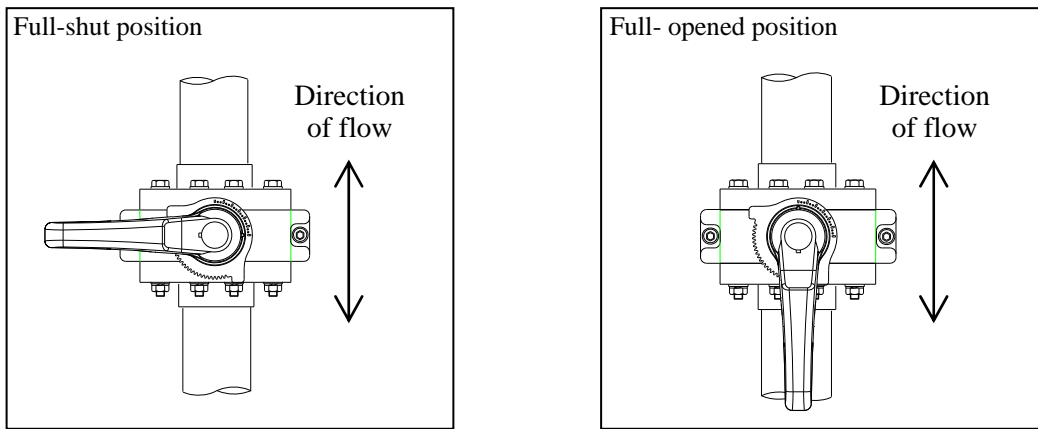 Full-shut position
Direction
of flow
Full- opened position
Direction
of flow